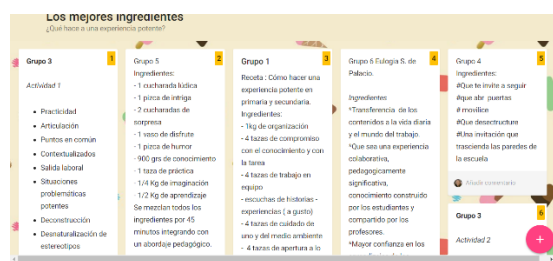 Los mejores ingredientes
¿Qué hace a una experiencia potente?
Grupo 3
1
Actividad 1
• Practicidad
• Articulación
• Puntos en común
• Contextualizados
• Salida laboral
• Situaciones
problemáticas
potentes
• Deconstrucción
• Desnaturalización de
estereotipos
Grupo 5
2
Ingredientes:
- 1 cucharada lúdica
- 1 pizca de intriga
- 2 cucharadas de
sorpresa
- 1 vaso de disfrute
- 1 pizca de humor
- 900 grs de conocimiento
- 1 taza de práctica
- 1/4 Kg de imaginación
- 1/2 Kg de aprendizaje
Se mezclan todos los
ingredientes por 45
minutos integrando con
un abordaje pedagógico.
Grupo 1
3
Receta : Cómo hacer una
experiencia potente en
primaria y secundaria.
Ingredientes:
- 1kg de organización
- 4 tazas de compromiso
con el conocimiento y con
la tarea
- 4 tazas de trabajo en
equipo
- escuchas de historias -
experiencias ( a gusto)
- 4 tazas de cuidado de
uno y del medio ambiente
- 4 tazas de apertura a lo
Grupo 6 Eulogia S. de
4
Palacio.
Ingredientes
*Transferencia de los
contenidos a la vida diaria
y el mundo del trabajo.
*Que sea una experiencia
colaborativa,
pedagogicamente
significativa,
conocimiento construido
por los estudiantes y
compartido por los
profesores.
*Mayor confianza en los
Grupo 4
5
Ingredientes:
#Que te invite a seguir
#que abr puertas
# movilice
#Que desestructure
#Una invitación que
trascienda las paredes de
la escuela
Añadir comentario
Grupo 3
6
Actividad 2